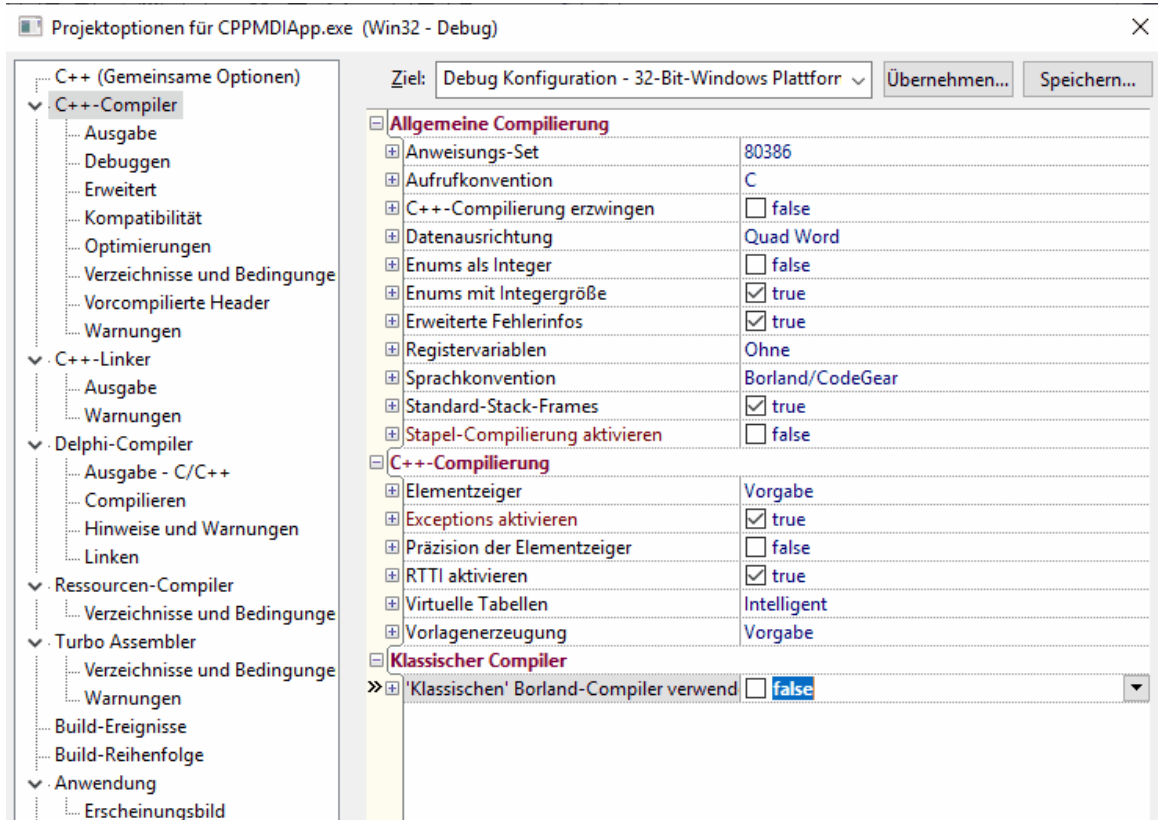 Projektoptionen für CPPMDIApp.exe (Win32 - Debug)
C++ (Gemeinsame Optionen)
C++-Compiler
Ausgabe
Debuggen
Erweitert
Kompatibilität
Optimierungen
Verzeichnisse und Bedingunge
Vorcompilierte Header
Warnungen
C++-Linker
Ausgabe
Warnungen
Delphi-Compiler
Ausgabe - C/C++
Compilieren
Hinweise und Warnungen
Linken
Ressourcen-Compiler
Verzeichnisse und Bedingunge
Turbo Assembler
Verzeichnisse und Bedingunge
Warnungen
Build-Ereignisse
Build-Reihenfolge
Anwendung
Erscheinungsbild
Ziel: Debug Konfiguration - 32-Bit-Windows Plattforr Übernehmen... Speichern...
Allgemeine Compilierung
Anweisungs-Set 80386
Aufrufkonvention C
C++-Compilierung erzwingen false
Datenausrichtung Quad Word
Enums als Integer false
Enums mit Integergröße true
Erweiterte Fehlerinfos true
Registervariablen Ohne
Sprachkonvention Borland/CodeGear
Standard-Stack-Frames true
Stapel-Compilierung aktivieren false
C++-Compilierung
Elementzeiger Vorgabe
Exceptions aktivieren true
Präzision der Elementzeiger false
RTTI aktivieren true
Virtuelle Tabellen Intelligent
Vorlagenerzeugung Vorgabe
Klassischer Compiler
'Klassischen' Borland-Compiler verwend false